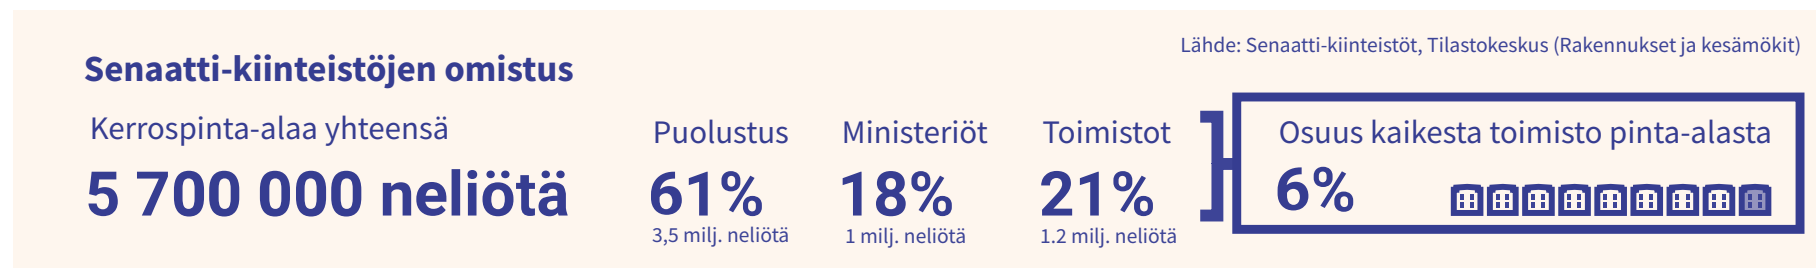 Lähde: Senaatti-kiinteistöt, Tilastokeskus (Rakennukset ja kesämökit)
Senaatti-kiinteistöjen omistus
Kerrospinta-alaa yhteensä
5 700 000 neliötä
Puolustus
61%
3,5 milj. neliötä
Ministeriöt
18%
1 milj. neliötä
Toimistot
21%
1.2 milj. neliötä
Osuus kaikesta toimisto pinta-alasta
6%